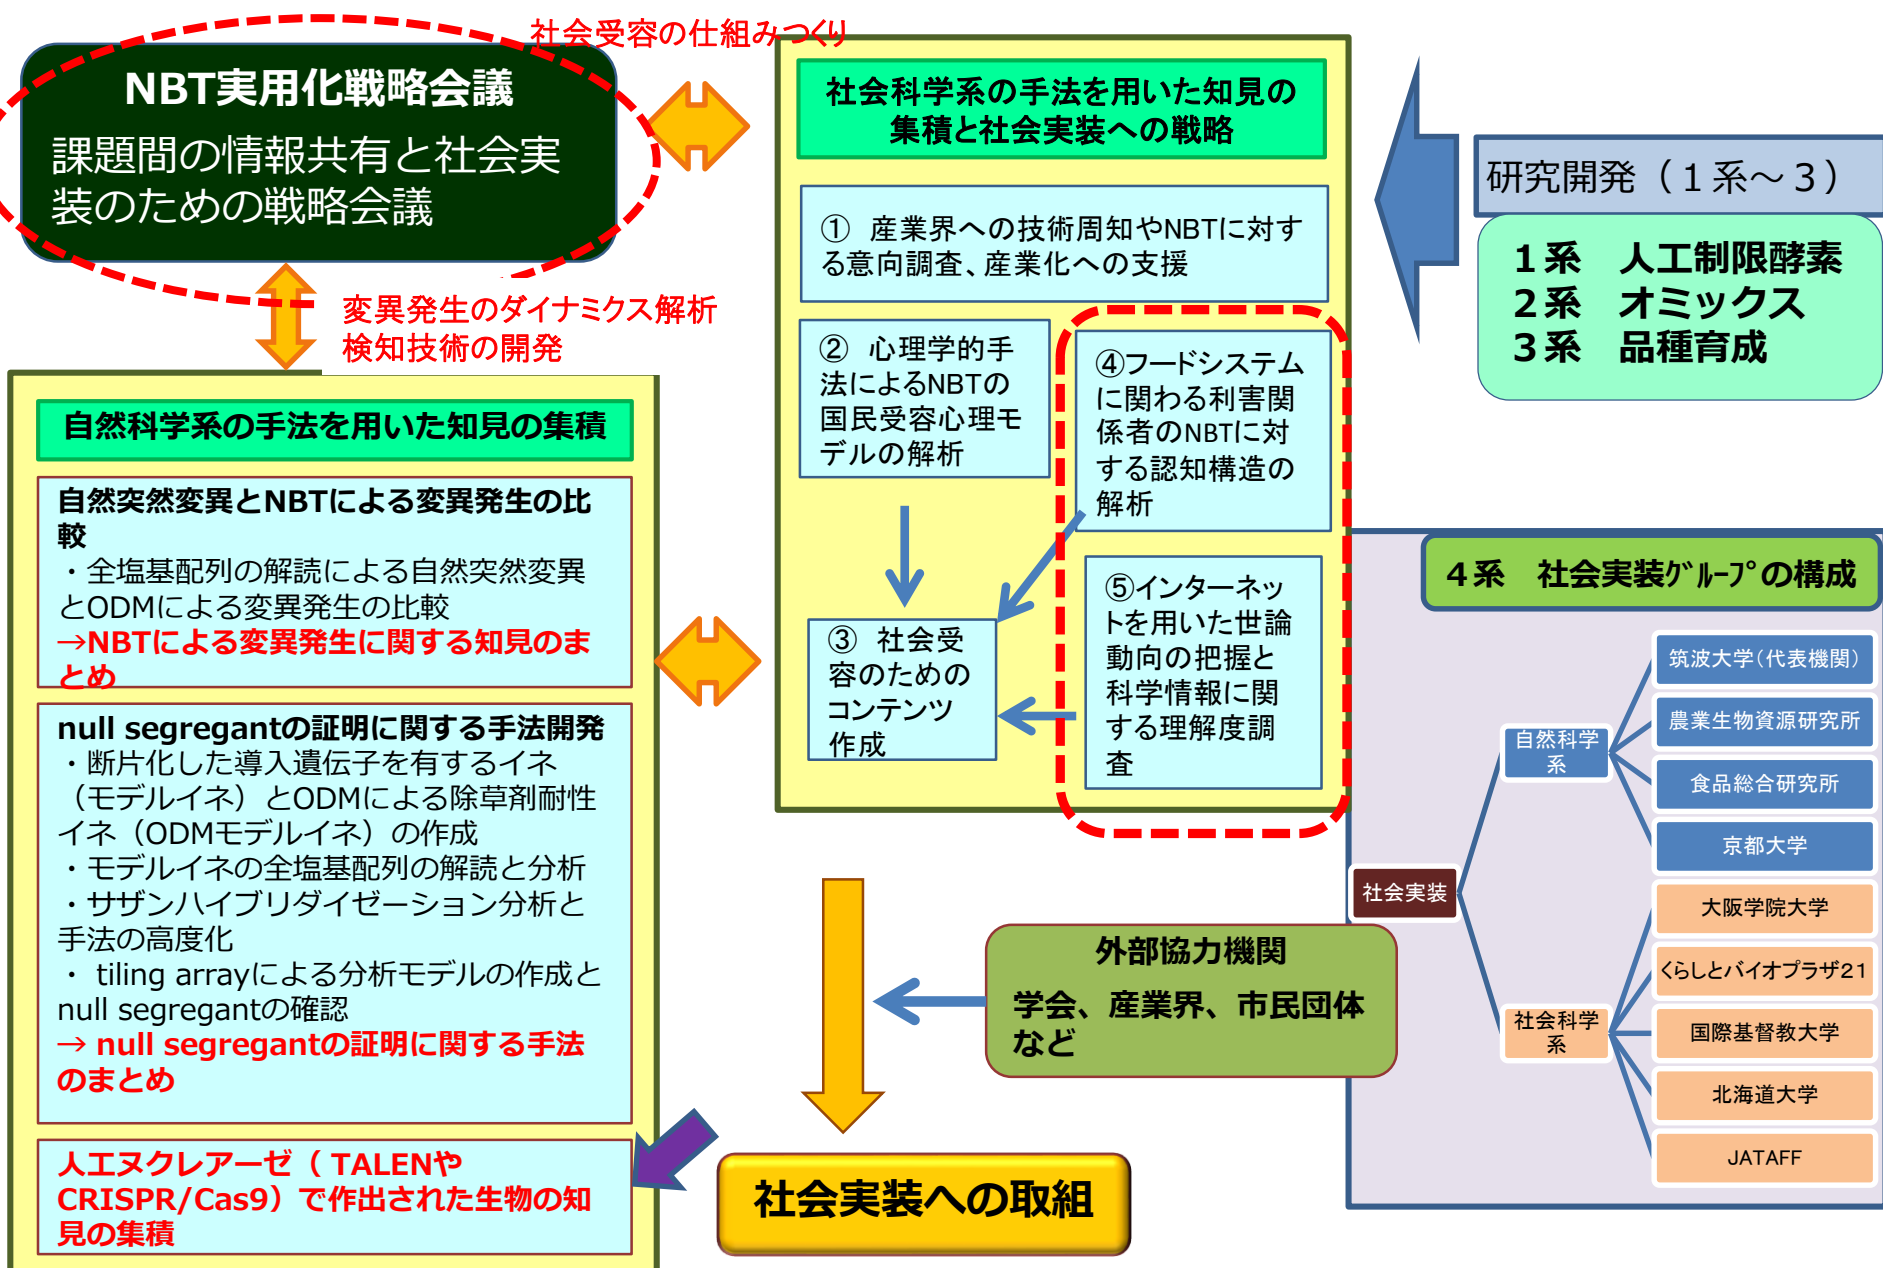 社会受容の仕組みつくり
NBT実用化戦略会議
課題間の情報共有と社会実
装のための戦略会議
変異発生のダイナミクス解析
検知技術の開発
自然科学系の手法を用いた知見の集積
自然突然変異とNBTによる変異発生の比
較
・全塩基配列の解読による自然突然変異
とODMによる変異発生の比較
→NBTによる変異発生に関する知見のま
とめ
null segregantの証明に関する手法開発
・断片化した導入遺伝子を有するイネ
（モデルイネ）とODMによる除草剤耐性
イネ（ODMモデルイネ）の作成
・モデルイネの全塩基配列の解読と分析
・サザンハイブリダイゼーション分析と
手法の高度化
・ tiling arrayによる分析モデルの作成と
null segregantの確認
→ null segregantの証明に関する手法
のまとめ
人工ヌクレアーゼ（ TALENや
CRISPR/Cas9）で作出された生物の知
見の集積
社会科学系の手法を用いた知見の
集積と社会実装への戦略
① 産業界への技術周知やNBTに対す
る意向調査、産業化への支援
② 心理学的手
法によるNBTの
国民受容心理モ
デルの解析
④フードシステム
に関わる利害関
係者のNBTに対
する認知構造の
解析
③ 社会受
容のための
コンテンツ
作成
⑤インターネッ
トを用いた世論
動向の把握と
科学情報に関
する理解度調
査
外部協力機関
学会、産業界、市民団体
など
社会実装への取組
研究開発（１系～３）
１系　人工制限酵素
２系　オミックス
３系　品種育成
４系　社会実装ｸﾞﾙｰﾌﾟの構成
社会実装
自然科学
系
筑波大学（代表機関）
農業生物資源研究所
食品総合研究所
京都大学
社会科学
系
大阪学院大学
くらしとバイオプラザ21
国際基督教大学
北海道大学
JATAFF